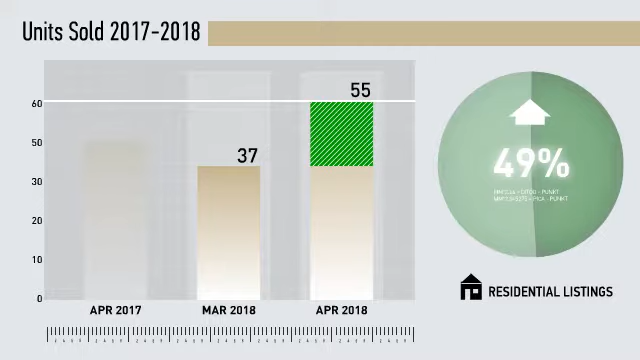 Units Sold 2017-2018
60
50
30
20
10
0
37
55
APR 2017
MAR 2018
APR 2018
49%
RESIDENTIAL LISTINGS